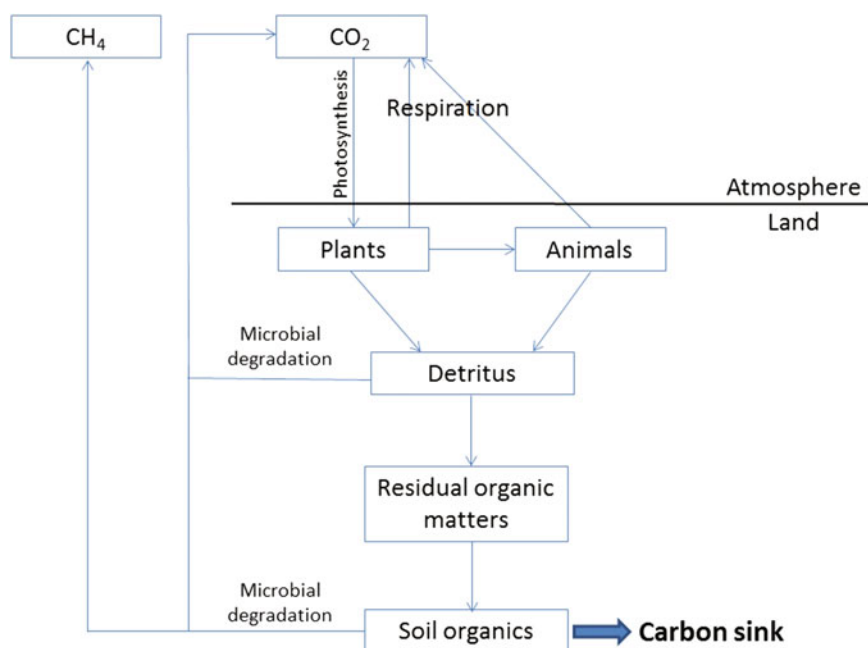 CH₄
CO₂
Photosynthesis
Respiration
Atmosphere
Land
Plants
Animals
Microbial
degradation
Detritus
Residual organic
matters
Microbial
degradation
Soil organics
Carbon sink